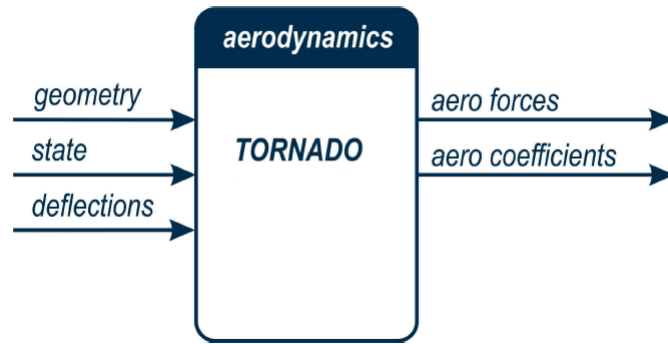 aerodynamics
geometry
state
deflections
TORNADO
aero forces
aero coefficients